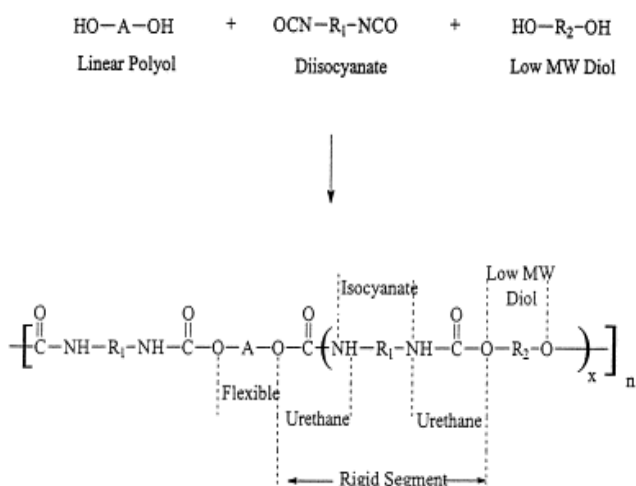 HO−A−OH + OCN−R₁−NCO + HO−R₂−OH
Linear Polyol Diisocyanate Low MW Diol
Isocyanate Low MW
Diol
O O O O
[C−NH−R₁−NH−C−O−A−O−C(NH−R₁−NH−C−O−R₂−O)x]n
Flexible
Urethane Urethane
Rigid Segment